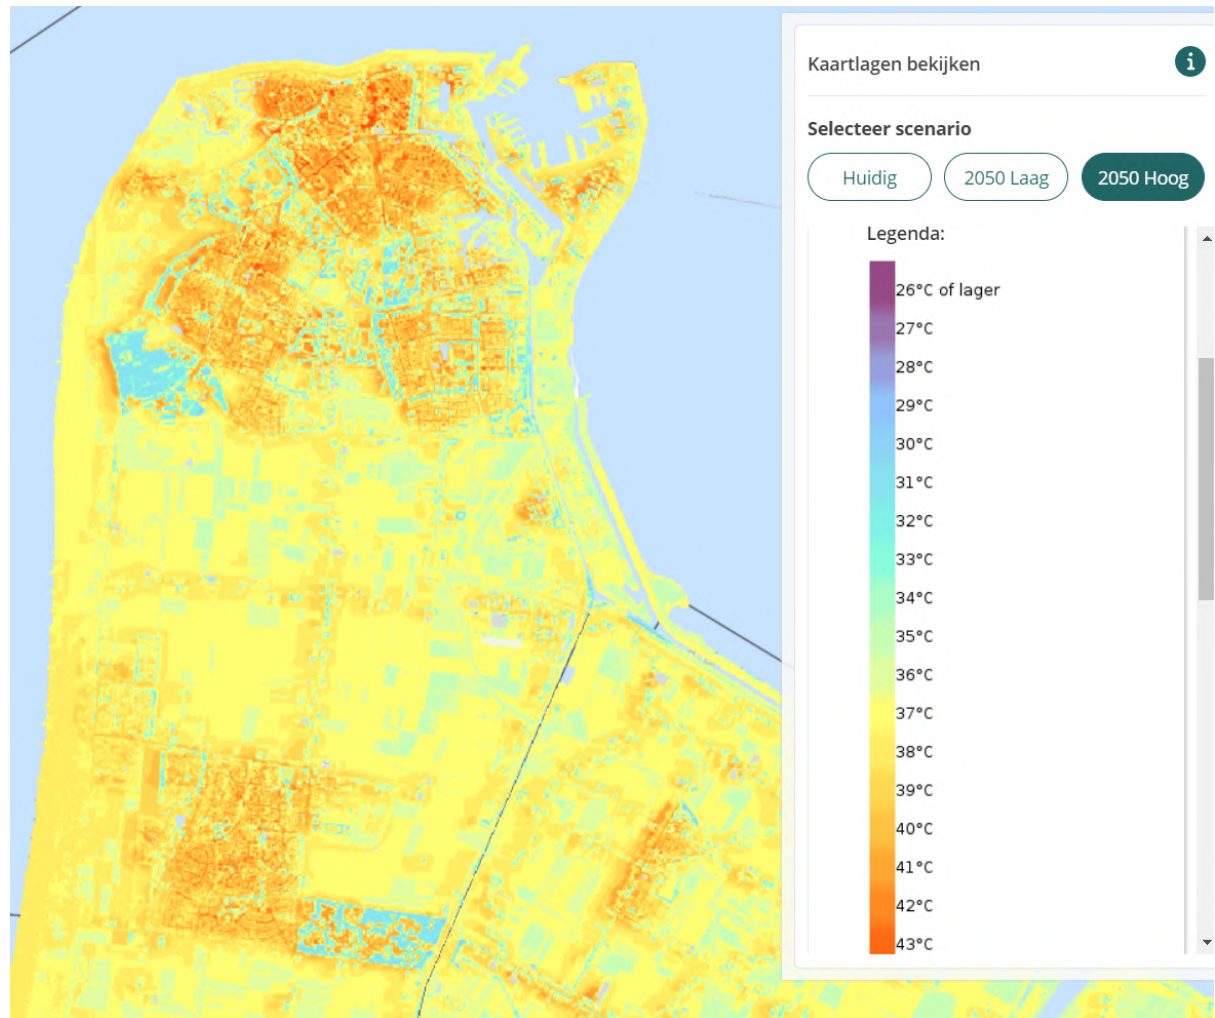 Kaartlagen bekijken
i
Selecteer scenario
Huidig
2050 Laag
2050 Hoog
Legenda:
26°C of lager
27°C
28°C
29°C
30°C
31°C
32°C
33°C
34°C
35°C
36°C
37°C
38°C
39°C
40°C
41°C
42°C
43°C